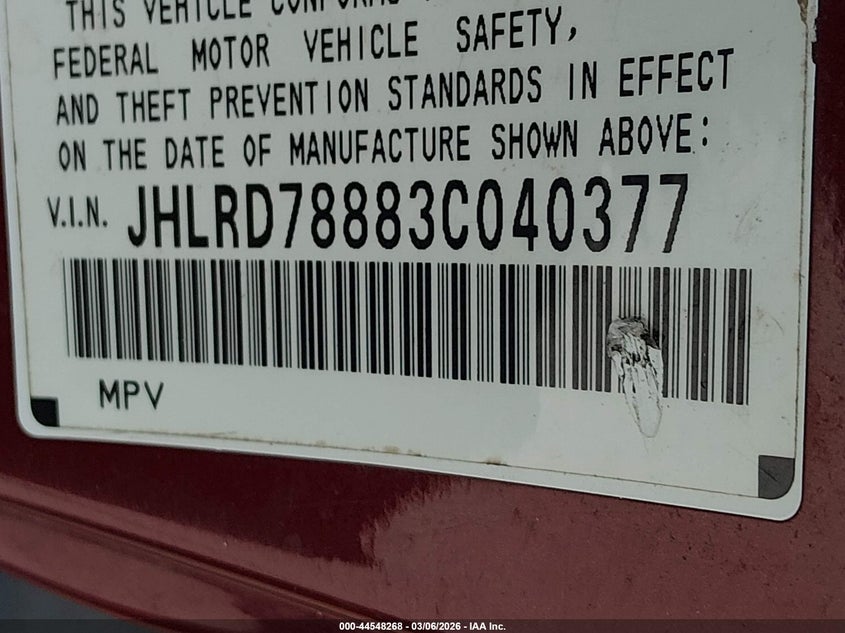 THIS VEHICLE CONFORMS
FEDERAL MOTOR VEHICLE SAFETY,
AND THEFT PREVENTION STANDARDS IN EFFECT
ON THE DATE OF MANUFACTURE SHOWN ABOVE:
V.I.N. JHLRD78883C040377
MPV
000-44548268 - 03/06/2026 - IAA Inc.